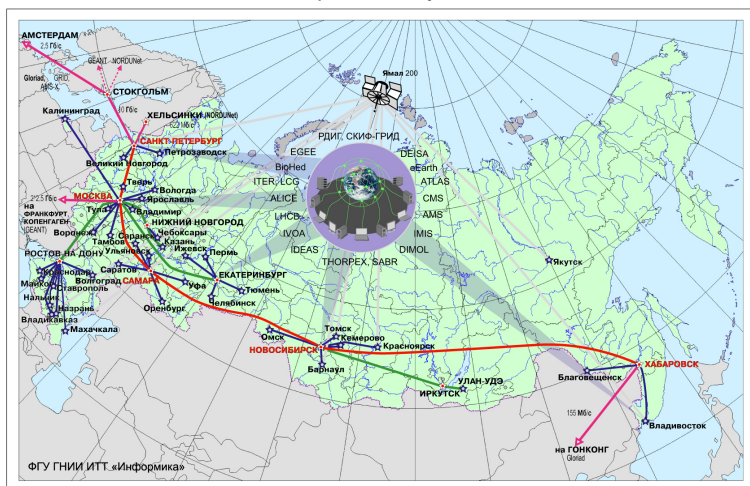 АМСТЕРДАМ
2.5 Гб/с
GEANT NORDUNet
Gloriad, GRID,
AMS-X
СТОКГОЛЬМ
10 Гб/с
Калининград
ХЕЛЬСИНКИ (NORDUNet)
622 Мб/с
САНКТ-ПЕТЕРБУРГ
Петрозаводск
Великий Новгород
Тверь
Вологда
МОСКВА
Ярославль
2*2.5 Гб/с
на
ФРАНКФУРТ,
КОПЕНГАГЕН
(GEANT)
Тула
Владимир
НИЖНИЙ НОВГОРОД
Воронеж
Саранск
Чебоксары
Тамбов
Казань
Ульяновск
Ижевск
Пермь
РОСТОВ НА ДОНУ
Саратов
САМАРА
ЕКАТЕРИНБУРГ
Краснодар
Волгоград
Уфа
Тюмень
Майкоп
Ставрополь
Челябинск
Нальчик
Оренбург
Назрань
Владикавказ
Махачкала
Ямал 200
РДИГ, СКИФ-ГРИД
EGEE
DEISA
BioHed
eEarth
ITER, LCG
ATLAS
ALICE
CMS
LHCB
AMS
IVOA
IMIS
IDEAS
DIMOL
THORPEX, SABR
Якутск
Омск
Томск
Кемерово
НОВОСИБИРСК
Красноярск
Барнаул
ИРКУТСК
УЛАН-УДЭ
ХАБАРОВСК
Благовещенск
155 Мб/с
Владивосток
на ГОНКОНГ
Gloriad
ФГУ ГНИИ ИТТ «Информика»